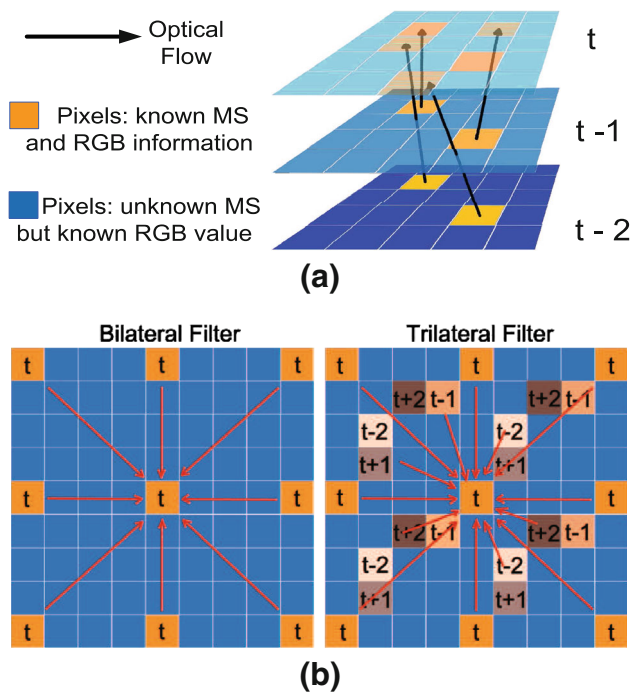 Optical
Flow
Pixels: known MS
and RGB information
Pixels: unknown MS
but known RGB value
t
t -1
t - 2
(a)
Bilateral Filter
Trilateral Filter
t t t
t t t
t t t
t t t
t+2 t-1 t+2 t-1
t-2 t-2
t+1 t+1
t t t
t+2 t-1 t+2 t-1
t-2 t-2
t+1 t+1
t t t
(b)